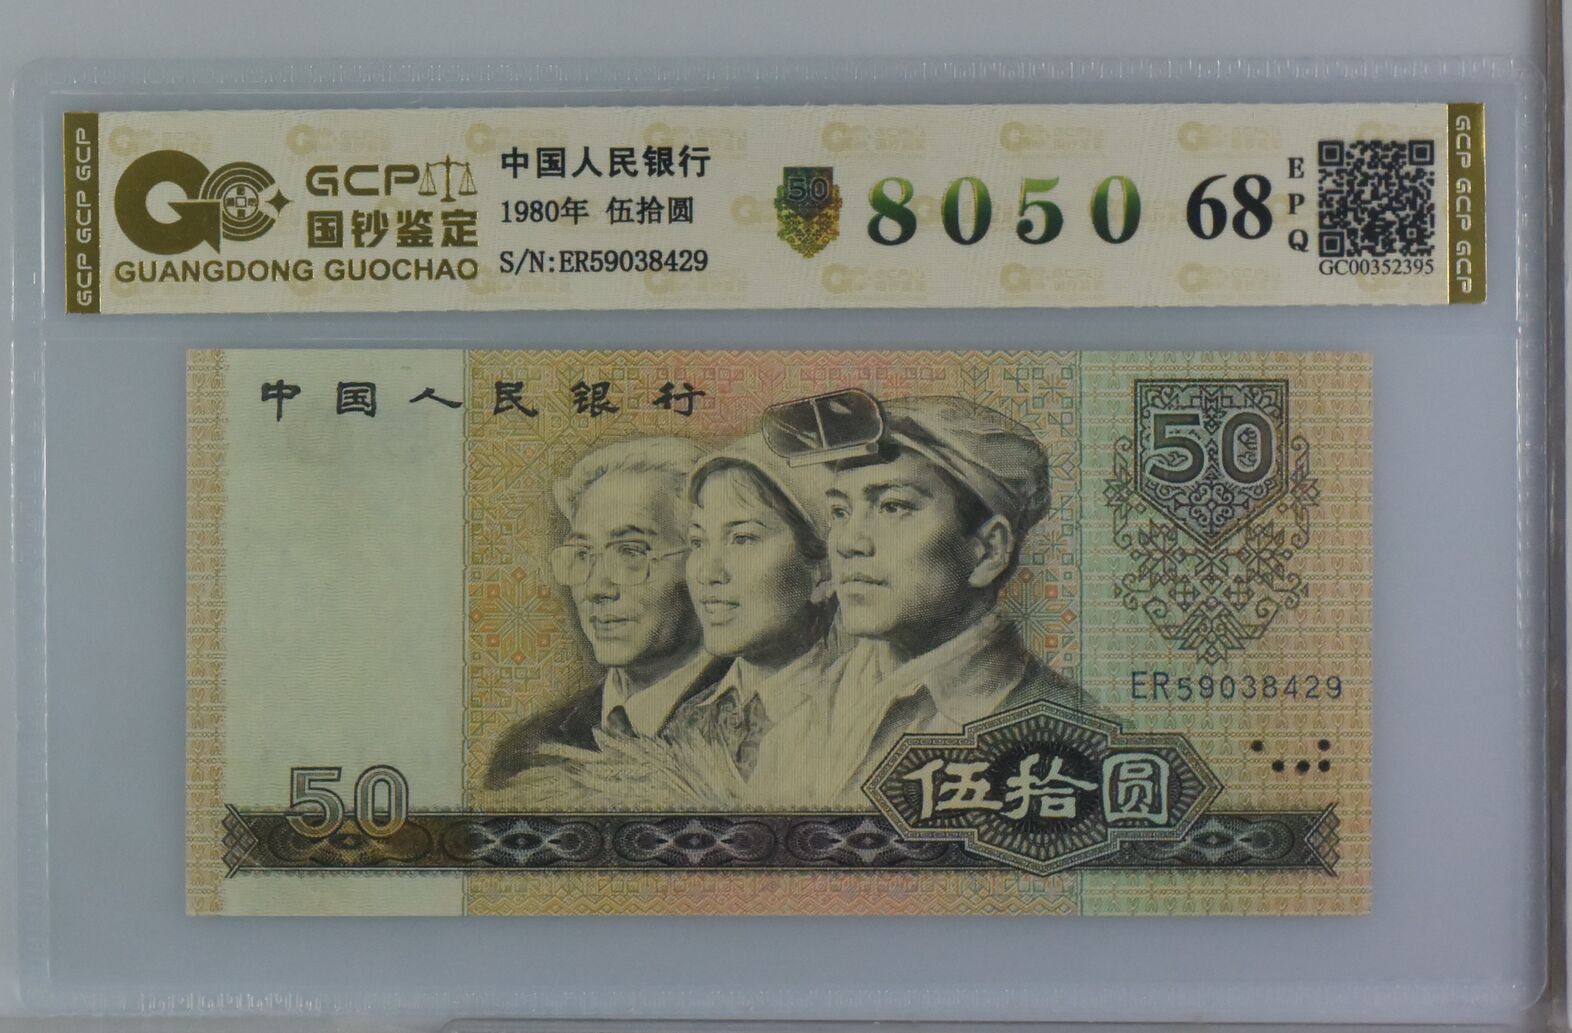 GCP GCP GCP
GCP
国钞鉴定
GUANGDONG GUOCHAO
中国人民银行
1980年 伍拾圆
S/N:ER59038429
50
8050
68
EPQ
GC00352395
GCP GCP GCP
中国人民银行
50
ER59038429
50
伍拾圆